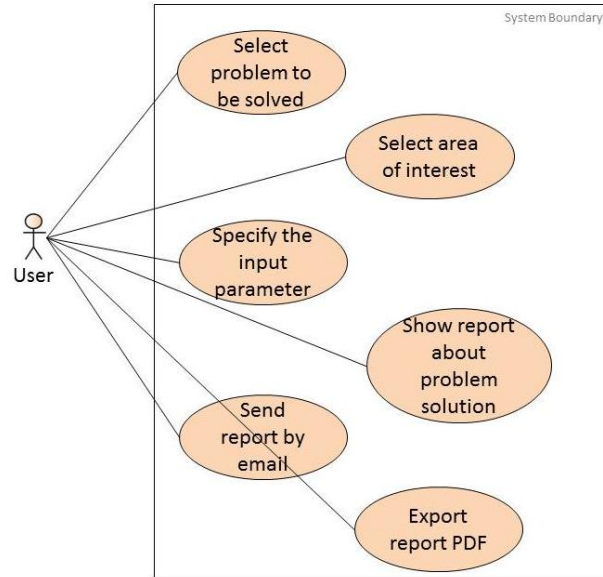 System Boundary
Select
problem to
be solved
Select area
of interest
User
Specify the
input
parameter
Show report
about
problem
solution
Send
report by
email
Export
report PDF